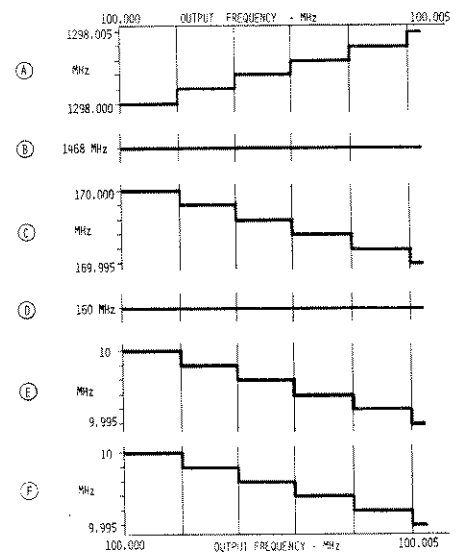 100.000 OUTPUT FREQUENCY - MHz 100.005
1298.005
A MHz
1298.000
B 1468 MHz
170.000
C MHz
169.995
D 160 MHz
10
E MHz
9.995
10
F MHz
9.995
100.000 OUTPUT FREQUENCY - MHz 100.005